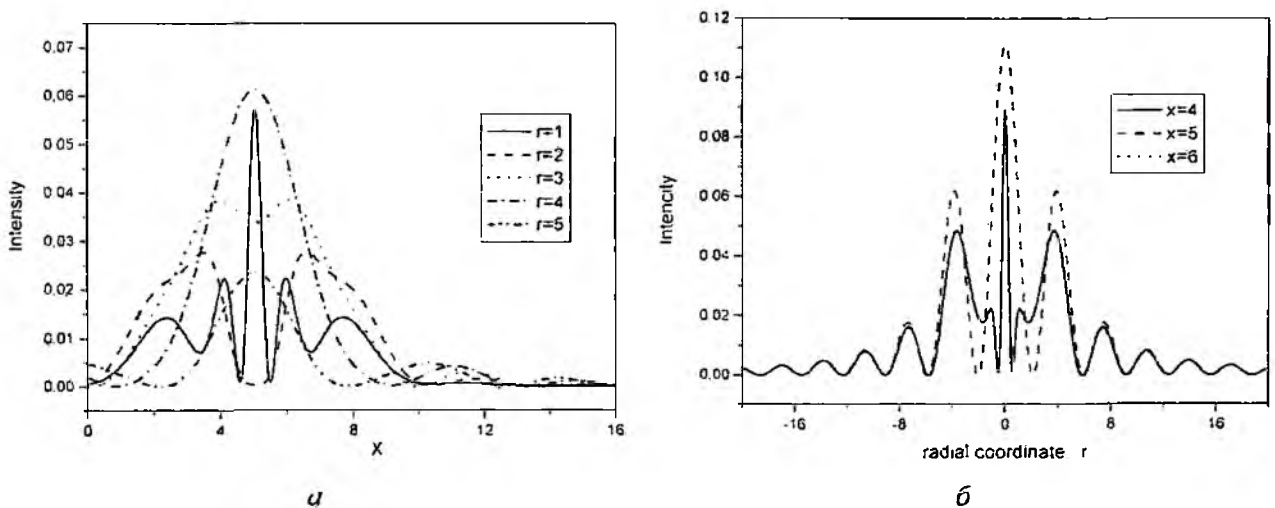 0.07
0.06
0.05
0.04
0.03
0.02
0.01
0.00
Intensity
0
4
8
12
16
X
r=1
r=2
r=3
r=4
r=5
а
0.12
0.10
0.08
0.06
0.04
0.02
0.00
Intencity
-16
-8
0
8
16
radial coordinate r
x=4
x=5
x=6
б